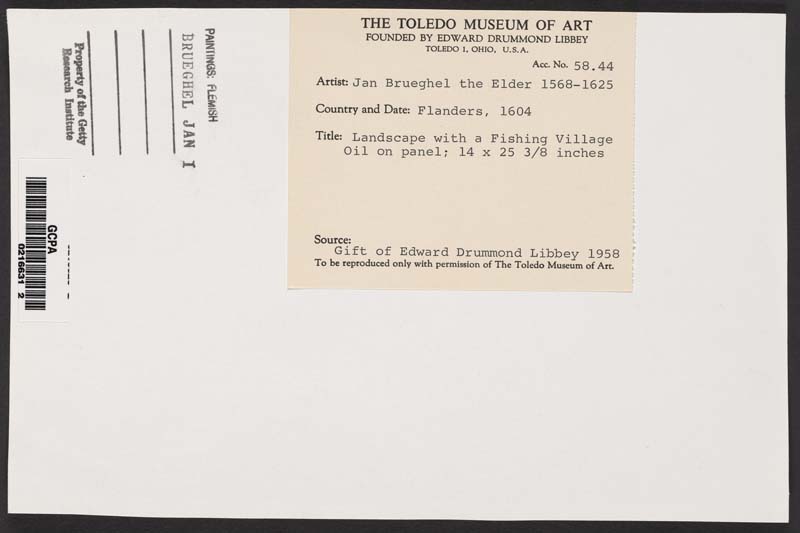 THE TOLEDO MUSEUM OF ART
FOUNDED BY EDWARD DRUMMOND LIBBEY
TOLEDO 1, OHIO, U.S.A.
Acc. No. 58.44
Artist: Jan Brueghel the Elder 1568-1625
Country and Date: Flanders, 1604
Title: Landscape with a Fishing Village
Oil on panel; 14 x 25 3/8 inches
Source:
Gift of Edward Drummond Libbey 1958
To be reproduced only with permission of The Toledo Museum of Art.
PAINTINGS: FLEMISH
BRUEGHEL JAN I
Property of the Getty
Research Institute
GCPA
0216631 2